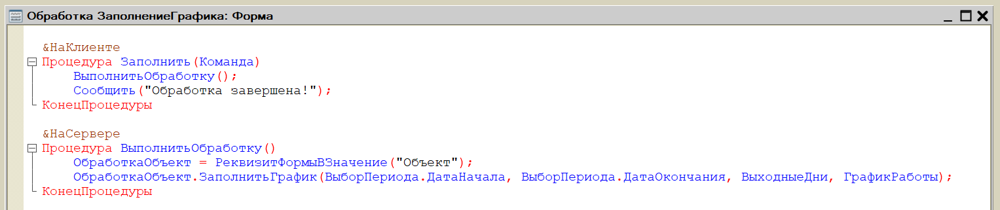 Обработка ЗаполнениеГрафика: Форма
&НаКлиенте
Процедура Заполнить(Команда)
ВыполнитьОбработку();
Сообщить("Обработка завершена!");
КонецПроцедуры
&НаСервере
Процедура ВыполнитьОбработку()
ОбработкаОбъект = РеквизитФормыВЗначение("Объект");
ОбработкаОбъект.ЗаполнитьГрафик(ВыборПериода.ДатаНачала, ВыборПериода.ДатаОкончания, ВыходныеДни, ГрафикРаботы);
КонецПроцедуры